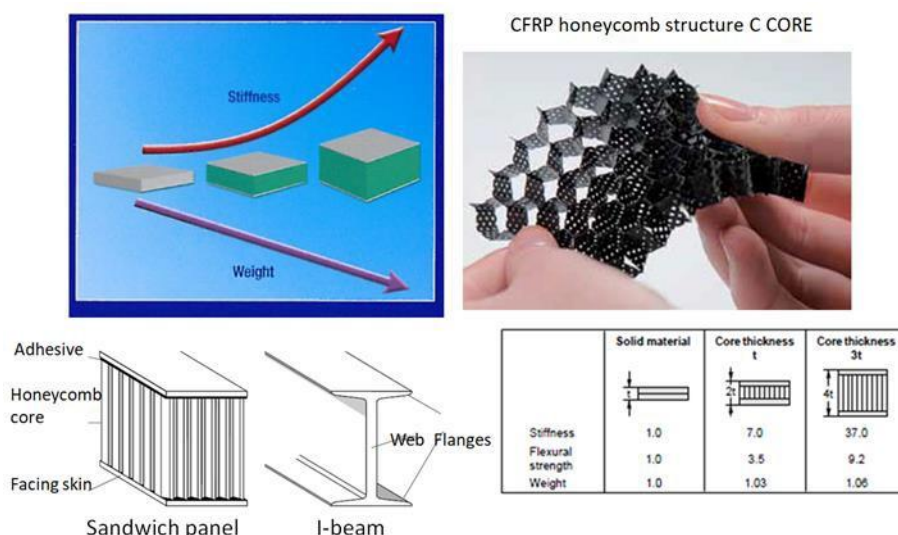 CFRP honeycomb structure C CORE
Stiffness
Weight
Adhesive
Honeycomb
core
Facing skin
Sandwich panel
Web Flanges
I-beam
Solid material
Core thickness
t
Core thickness
3t
t
2t
4t
Stiffness 1.0 7.0 37.0
Flexural
strength 1.0 3.5 9.2
Weight 1.0 1.03 1.06